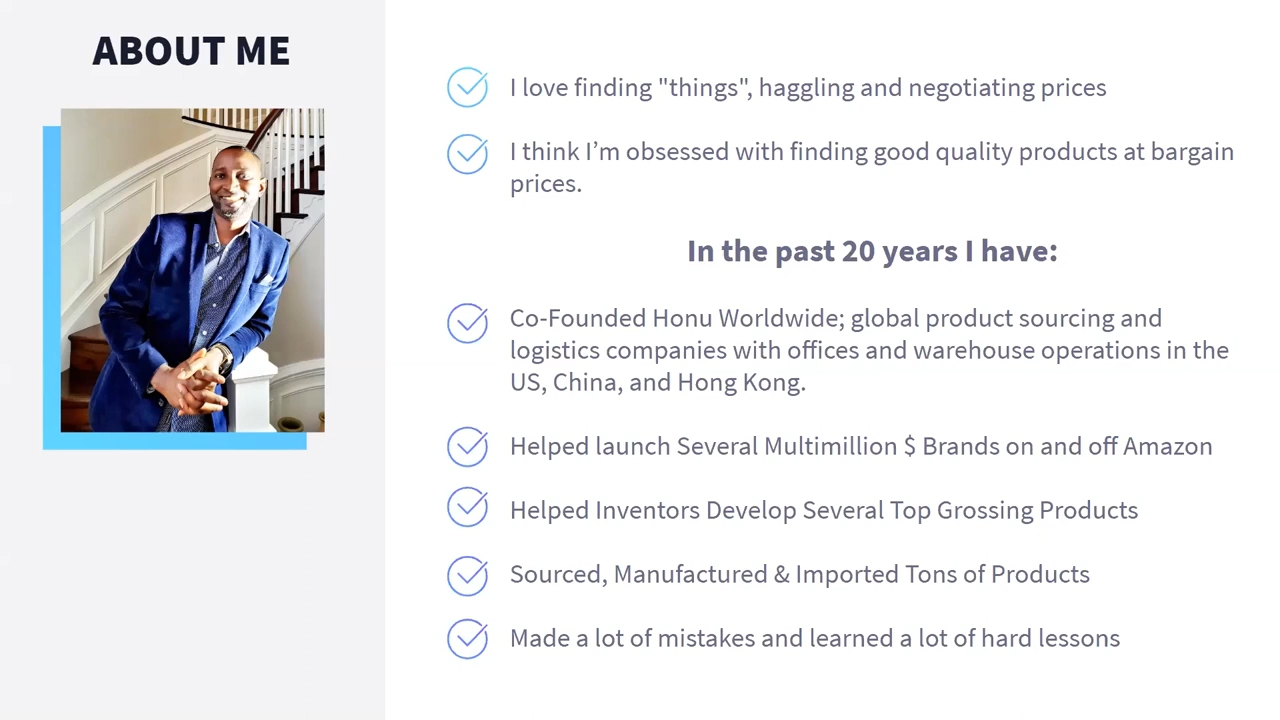 ABOUT ME
I love finding "things", haggling and negotiating prices
I think I’m obsessed with finding good quality products at bargain
prices.
In the past 20 years I have:
Co-Founded Honu Worldwide; global product sourcing and
logistics companies with offices and warehouse operations in the
US, China, and Hong Kong.
Helped launch Several Multimillion $ Brands on and off Amazon
Helped Inventors Develop Several Top Grossing Products
Sourced, Manufactured & Imported Tons of Products
Made a lot of mistakes and learned a lot of hard lessons